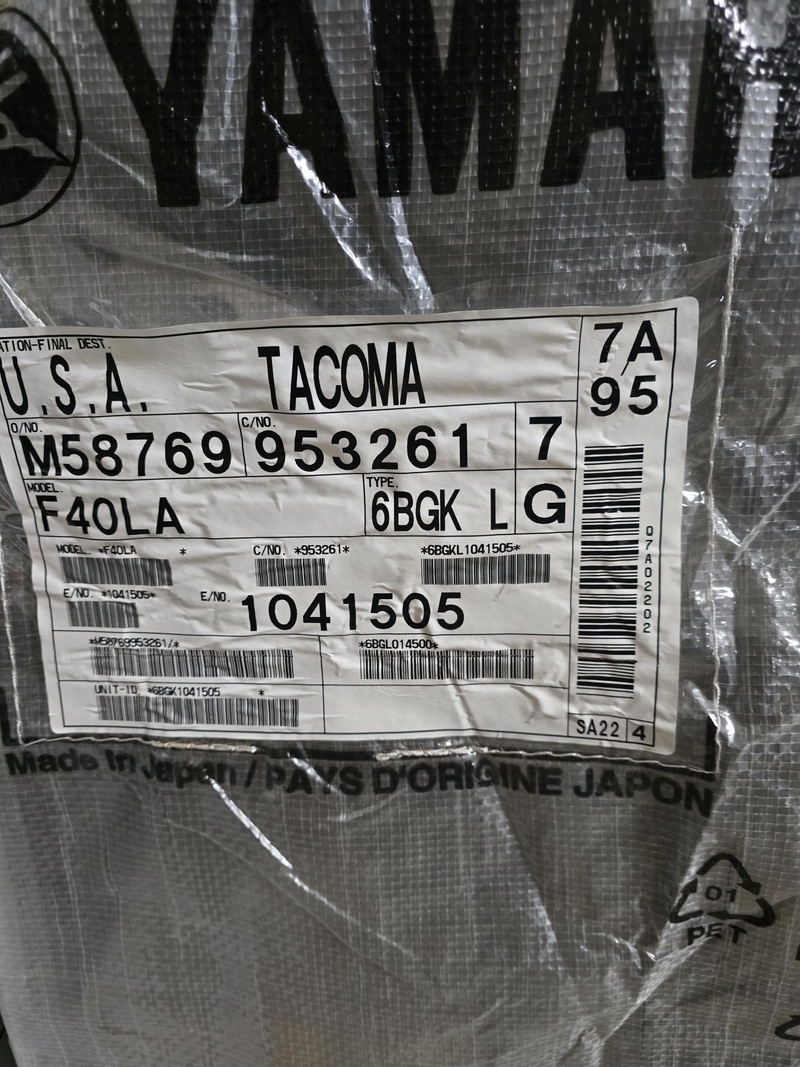 YAMAH
ATION-FINAL DEST.
U.S.A. TACOMA
7A
95
O/NO. C/NO.
M58769 953261 7
MODEL. TYPE.
F40LA 6BGK L G
MODEL. *F40LA * C/NO. *953261* *6BGKL1041505*
E/NO. *1041505* E/NO. 1041505
07A02202
*M58769953261/* *6BGL014500*
UNIT-ID. *6BGK1041505 *
SA22 4
Made in Japan / PAYS D'ORIGINE JAPON
01
PET